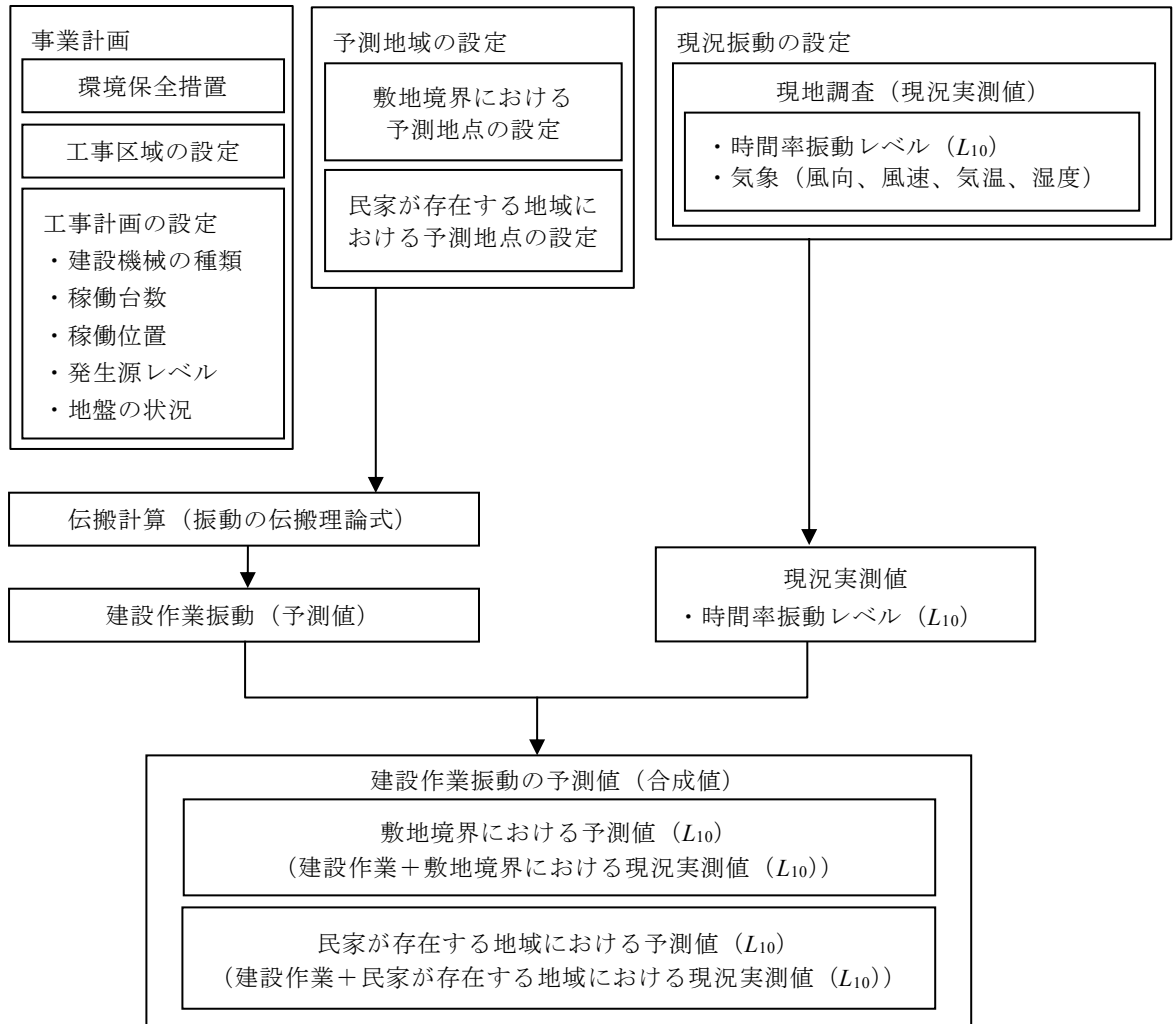 事業計画
環境保全措置
工事区域の設定
工事計画の設定
・建設機械の種類
・稼働台数
・稼働位置
・発生源レベル
・地盤の状況
予測地域の設定
敷地境界における
予測地点の設定
民家が存在する地域に
おける予測地点の設定
現況振動の設定
現地調査（現況実測値）
・時間率振動レベル（L10）
・気象（風向、風速、気温、湿度）
伝搬計算（振動の伝搬理論式）
建設作業振動（予測値）
現況実測値
・時間率振動レベル（L10）
建設作業振動の予測値（合成値）
敷地境界における予測値（L10）
（建設作業＋敷地境界における現況実測値（L10））
民家が存在する地域における予測値（L10）
（建設作業＋民家が存在する地域における現況実測値（L10））